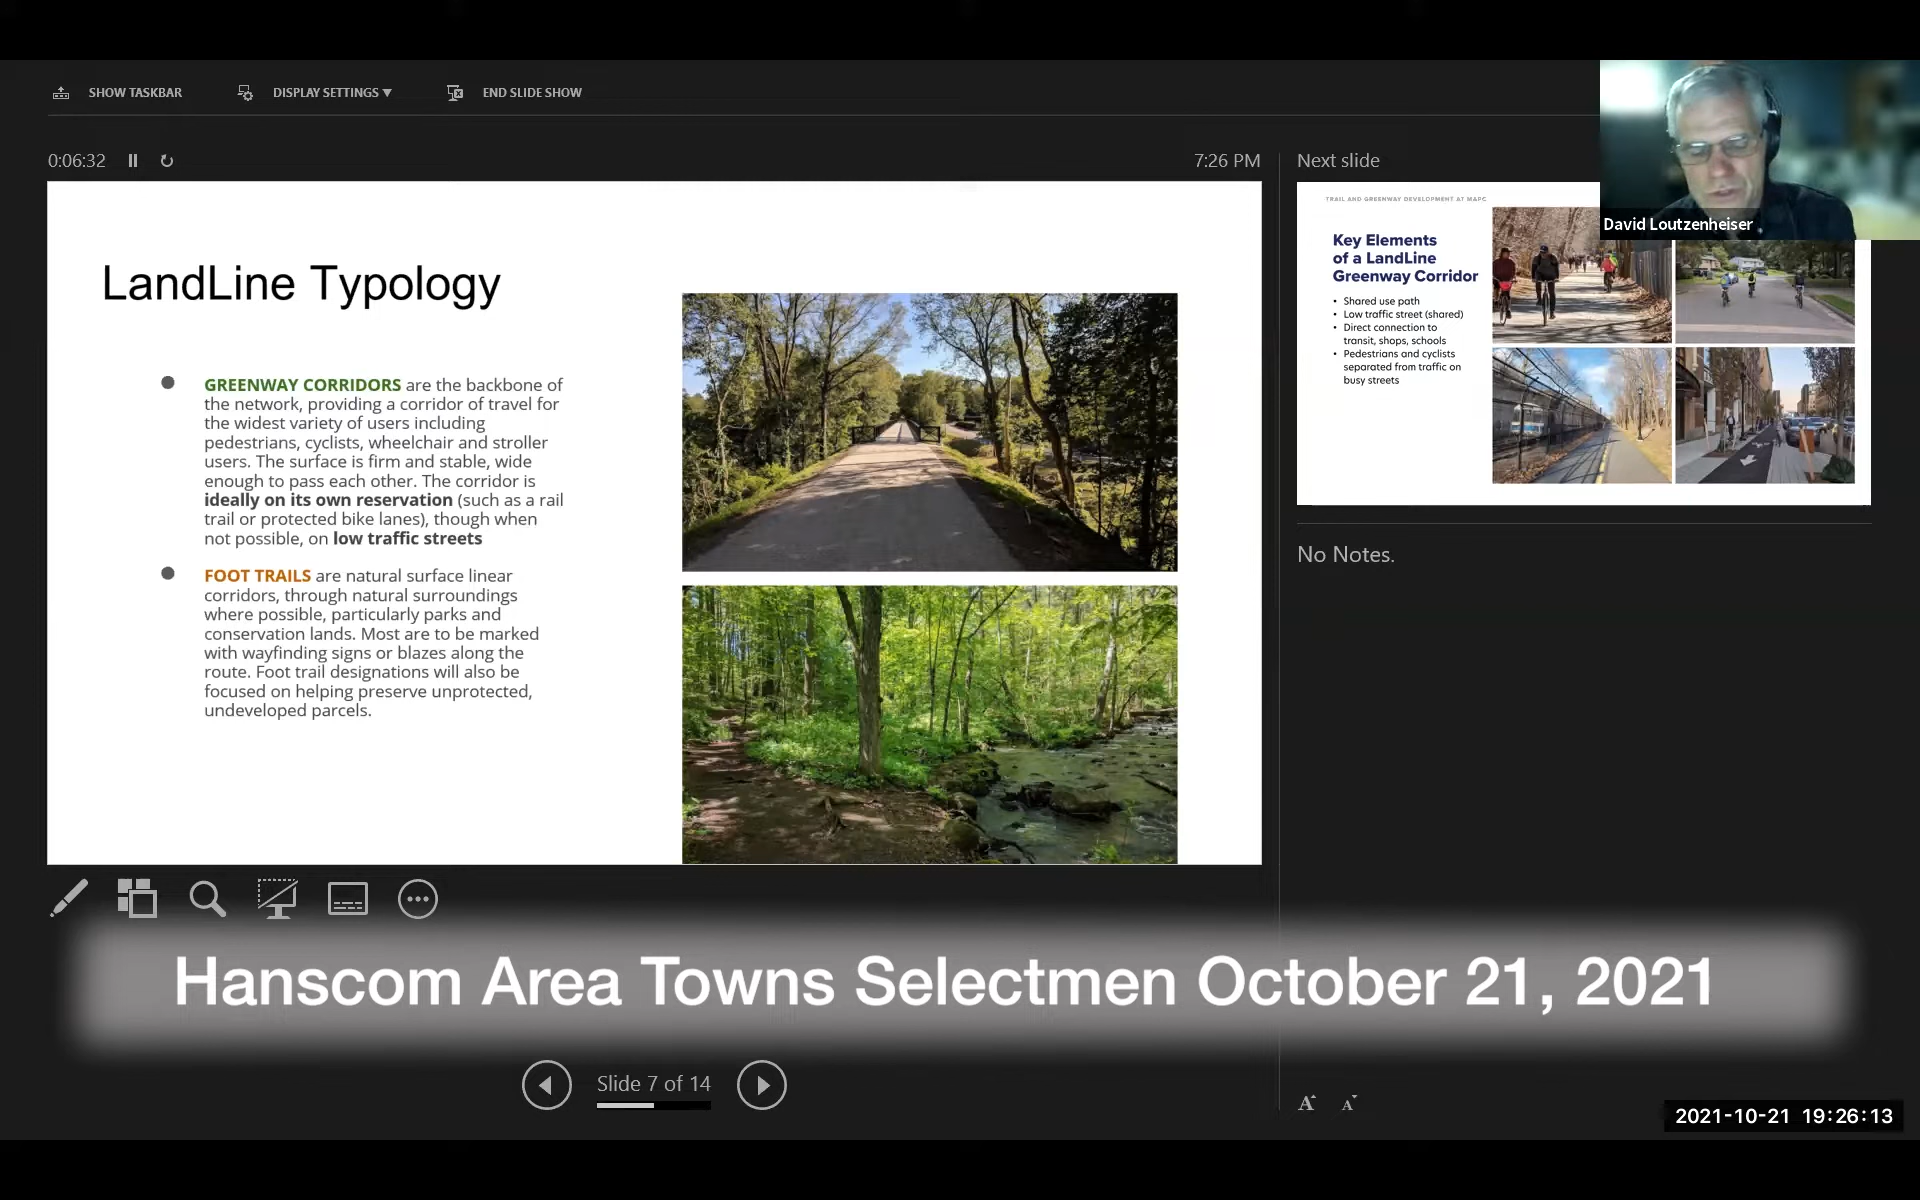 SHOW TASKBAR
DISPLAY SETTINGS ▼
END SLIDE SHOW
0:06:32
7:26 PM
LandLine Typology
• GREENWAY CORRIDORS are the backbone of
the network, providing a corridor of travel for
the widest variety of users including
pedestrians, cyclists, wheelchair and stroller
users. The surface is firm and stable, wide
enough to pass each other. The corridor is
ideally on its own reservation (such as a rail
trail or protected bike lanes), though when
not possible, on low traffic streets
• FOOT TRAILS are natural surface linear
corridors, through natural surroundings
where possible, particularly parks and
conservation lands. Most are to be marked
with wayfinding signs or blazes along the
route. Foot trail designations will also be
focused on helping preserve unprotected,
undeveloped parcels.
Next slide
TRAIL AND GREENWAY DEVELOPMENT AT MAPC
Key Elements
of a LandLine
Greenway Corridor
• Shared use path
• Low traffic street (shared)
• Direct connection to
transit, shops, schools
• Pedestrians and cyclists
separated from traffic on
busy streets
David Loutzenheiser
No Notes.
Hanscom Area Towns Selectmen October 21, 2021
Slide 7 of 14
A A
2021-10-21 19:26:13